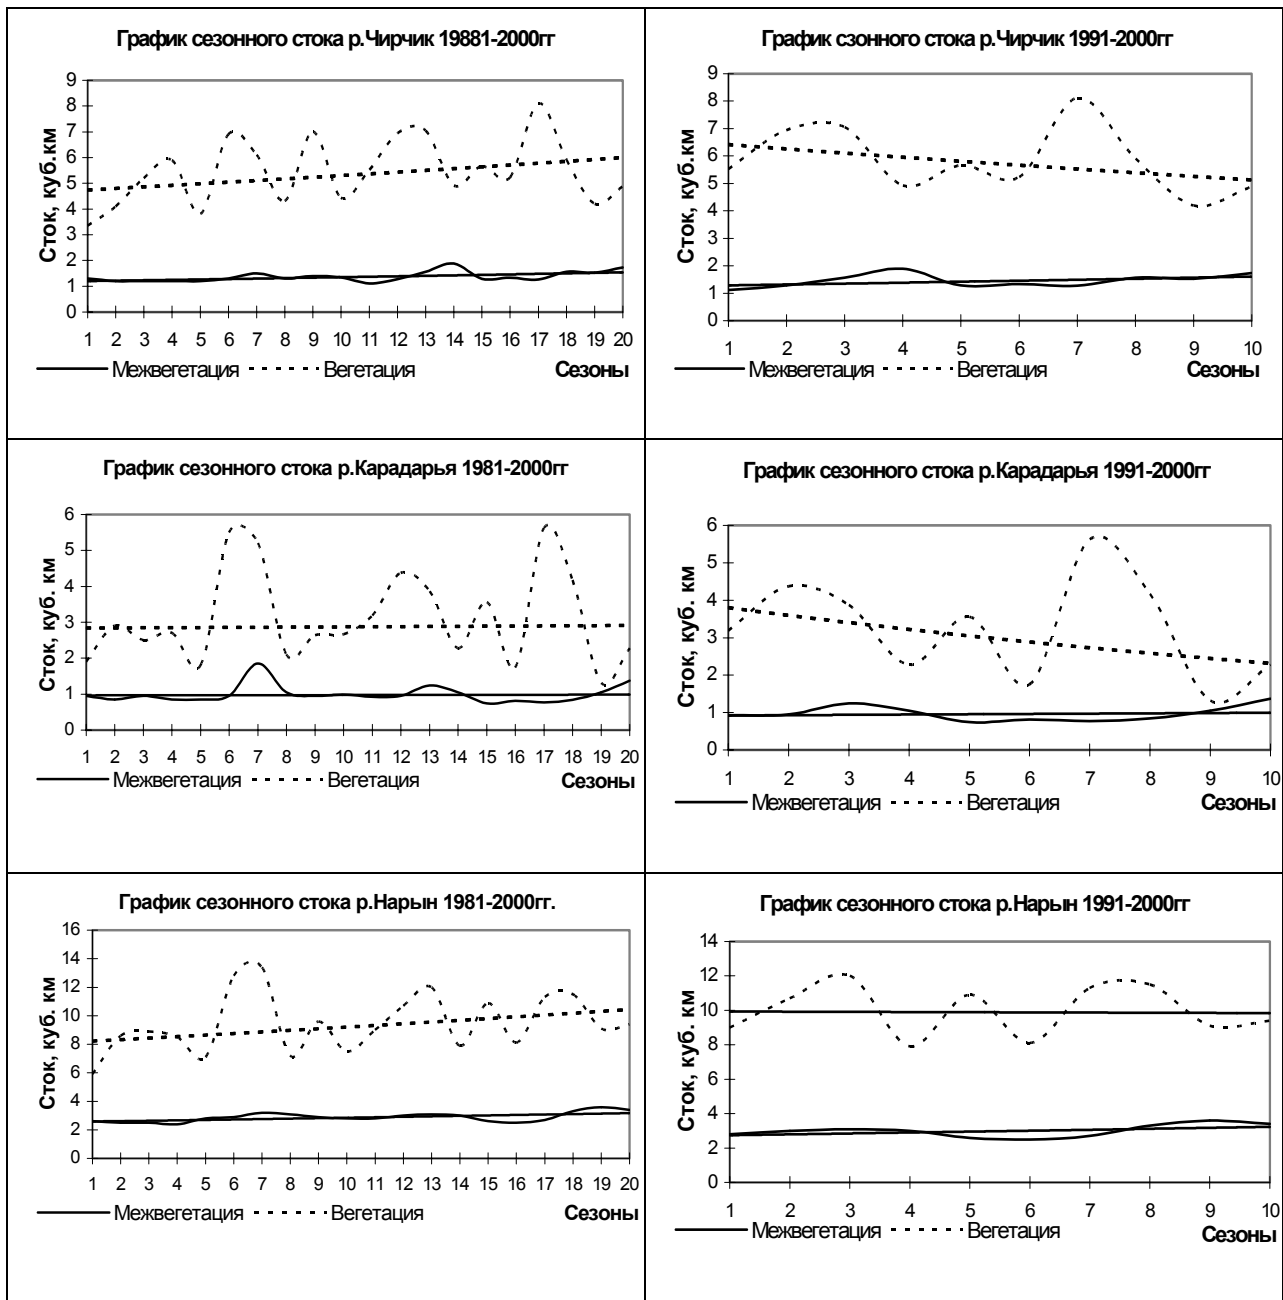 График сезонного стока р.Чирчик 19881-2000гг
Сток, куб.км
9
8
7
6
5
4
3
2
1
0
1 2 3 4 5 6 7 8 9 10 11 12 13 14 15 16 17 18 19 20
Межвегетация Вегетация Сезоны
График сзонного стока р.Чирчик 1991-2000гг
Сток, куб.км
9
8
7
6
5
4
3
2
1
0
1 2 3 4 5 6 7 8 9 10
Межвегетация Вегетация Сезоны
График сезонного стока р.Карадарья 1981-2000гг
Сток, куб. км
6
5
4
3
2
1
0
1 2 3 4 5 6 7 8 9 10 11 12 13 14 15 16 17 18 19 20
Межвегетация Вегетация Сезоны
График сезонного стока р.Карадарья 1991-2000гг
Сток, куб. км
6
5
4
3
2
1
0
1 2 3 4 5 6 7 8 9 10
Межвегетация Вегетация Сезоны
График сезонного стока р.Нарын 1981-2000гг.
Сток, куб. км
16
14
12
10
8
6
4
2
0
1 2 3 4 5 6 7 8 9 10 11 12 13 14 15 16 17 18 19 20
Межвегетация Вегетация Сезоны
График сезонного стока р.Нарын 1991-2000гг
Сток, куб. км
14
12
10
8
6
4
2
0
1 2 3 4 5 6 7 8 9 10
Межвегетация Вегетация Сезоны